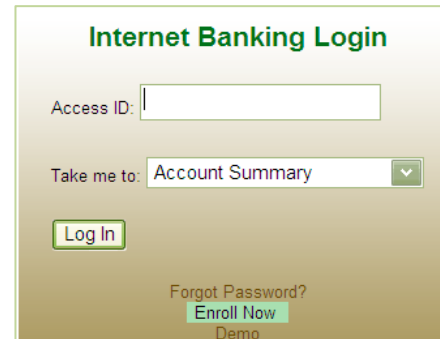 Internet Banking Login
Access ID:
Take me to: Account Summary
Log In
Forgot Password?
Enroll Now
Demo